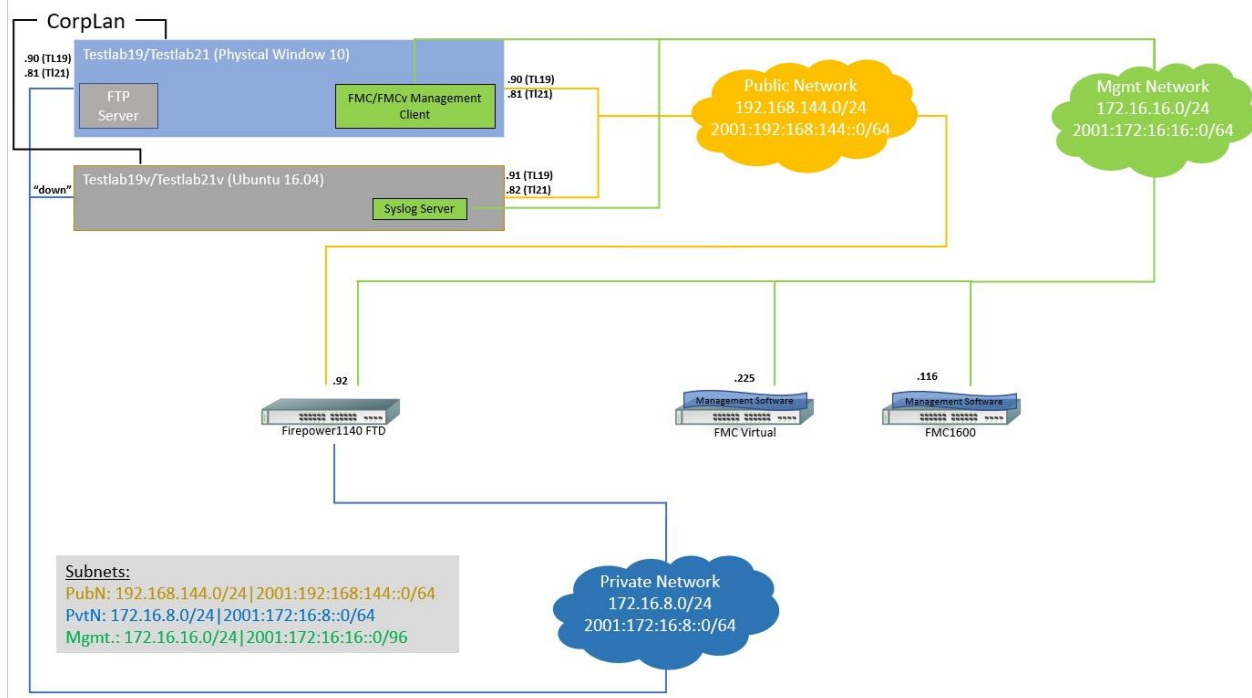 CorpLan
.90 (TL19)
.81 (Tl21)
Testlab19/Testlab21 (Physical Window 10)
FTP
Server
FMC/FMCv Management
Client
.90 (TL19)
.81 (Tl21)
Public Network
192.168.144.0/24
2001:192:168:144::0/64
Mgmt Network
172.16.16.0/24
2001:172:16:16::0/64
"down"
Testlab19v/Testlab21v (Ubuntu 16.04)
Syslog Server
.91 (TL19)
.82 (Tl21)
.92
Firepower1140 FTD
.225
Management Software
FMC Virtual
.116
Management Software
FMC1600
Subnets:
PubN: 192.168.144.0/24|2001:192:168:144::0/64
PvtN: 172.16.8.0/24|2001:172:16:8::0/64
Mgmt.: 172.16.16.0/24|2001:172:16:16::0/96
Private Network
172.16.8.0/24
2001:172:16:8::0/64